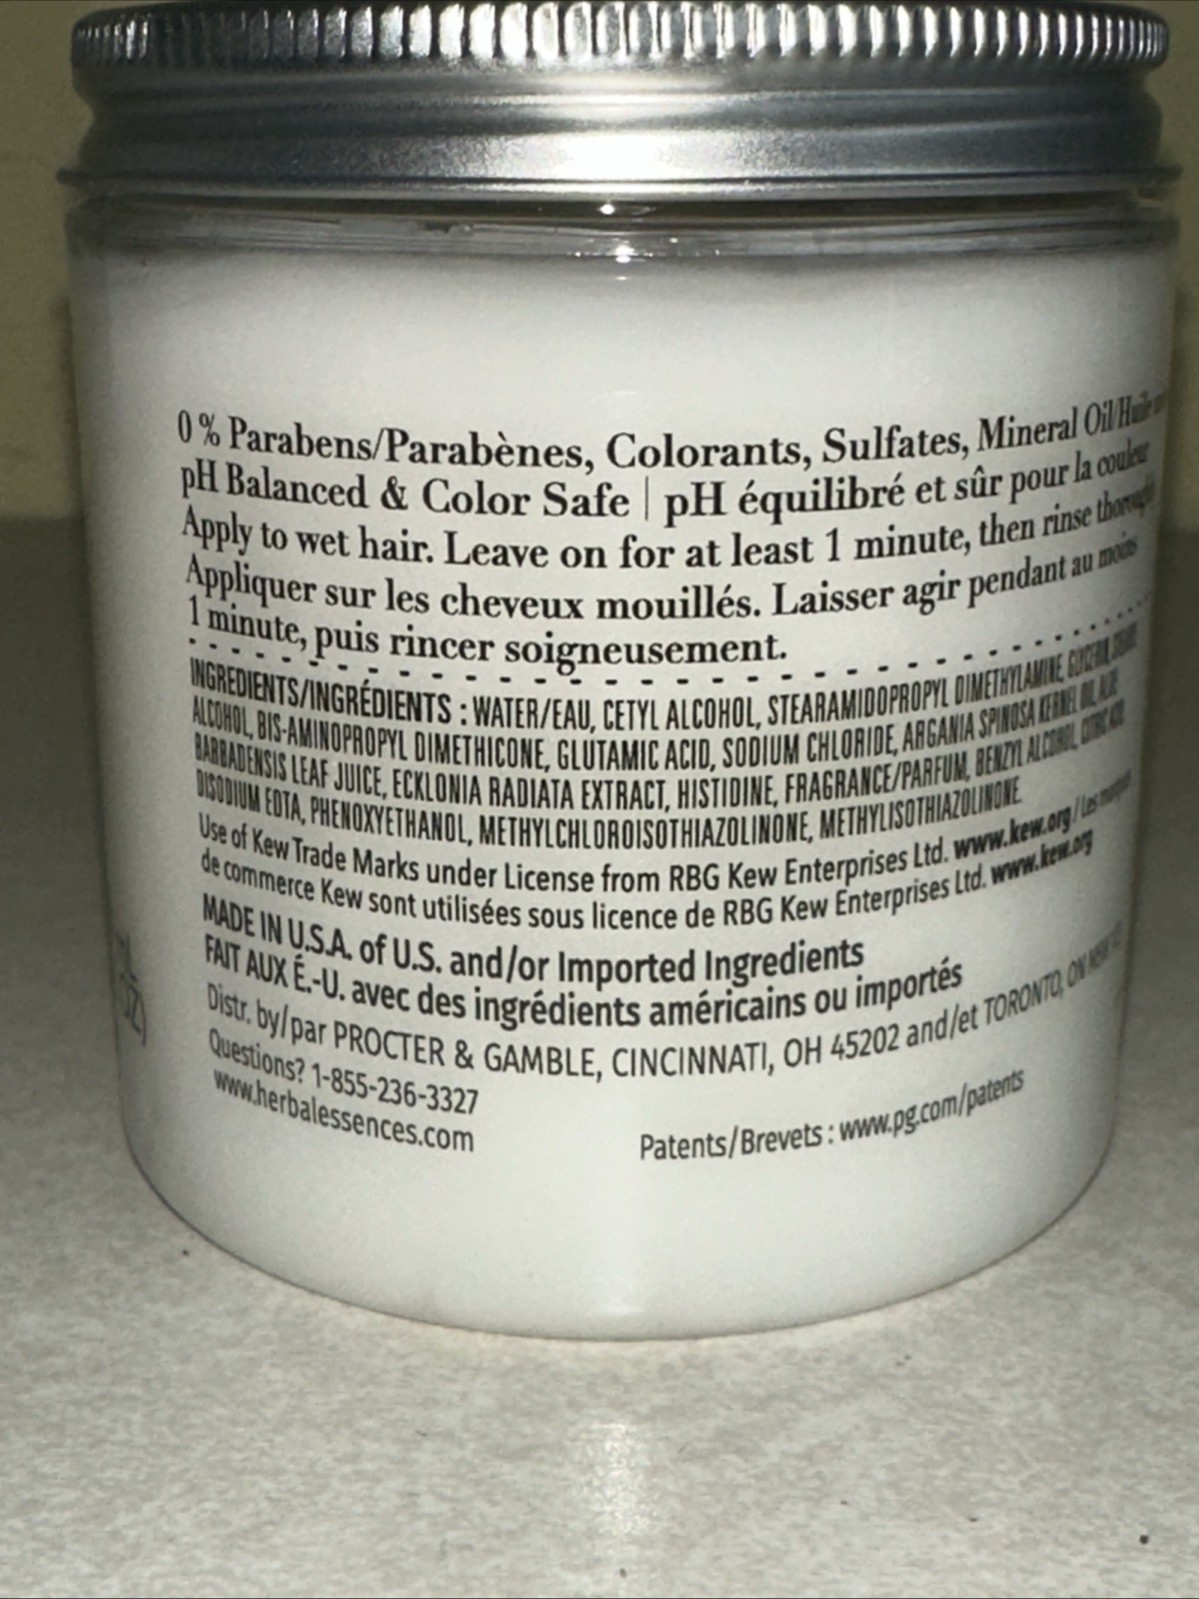 0 % Parabens/Parabènes, Colorants, Sulfates, Mineral Oil/Huile
pH Balanced & Color Safe | pH équilibré et sûr pour la couleur
Apply to wet hair. Leave on for at least 1 minute, then rinse thoroughly
Appliquer sur les cheveux mouillés. Laisser agir pendant au moins
1 minute, puis rincer soigneusement.
INGREDIENTS/INGRÉDIENTS : WATER/EAU, CETYL ALCOHOL, STEARAMIDOPROPYL DIMETHYLAMINE, GLYCERIN, STEARYL
ALCOHOL, BIS-AMINOPROPYL DIMETHICONE, GLUTAMIC ACID, SODIUM CHLORIDE, ARGANIA SPINOSA KERNEL OIL, ALOE
BARBADENSIS LEAF JUICE, ECKLONIA RADIATA EXTRACT, HISTIDINE, FRAGRANCE/PARFUM, BENZYL ALCOHOL, CITRIC ACID,
DISODIUM EDTA, PHENOXYETHANOL, METHYLCHLOROISOTHIAZOLINONE, METHYLISOTHIAZOLINONE.
Use of Kew Trade Marks under License from RBG Kew Enterprises Ltd. www.kew.org / Les marques
de commerce Kew sont utilisées sous licence de RBG Kew Enterprises Ltd. www.kew.org
MADE IN U.S.A. of U.S. and/or Imported Ingredients
FAIT AUX É.-U. avec des ingrédients américains ou importés
Distr. by/par PROCTER & GAMBLE, CINCINNATI, OH 45202 and/et TORONTO, ON
Questions? 1-855-236-3327
www.herbalessences.com
Patents/Brevets : www.pg.com/patents